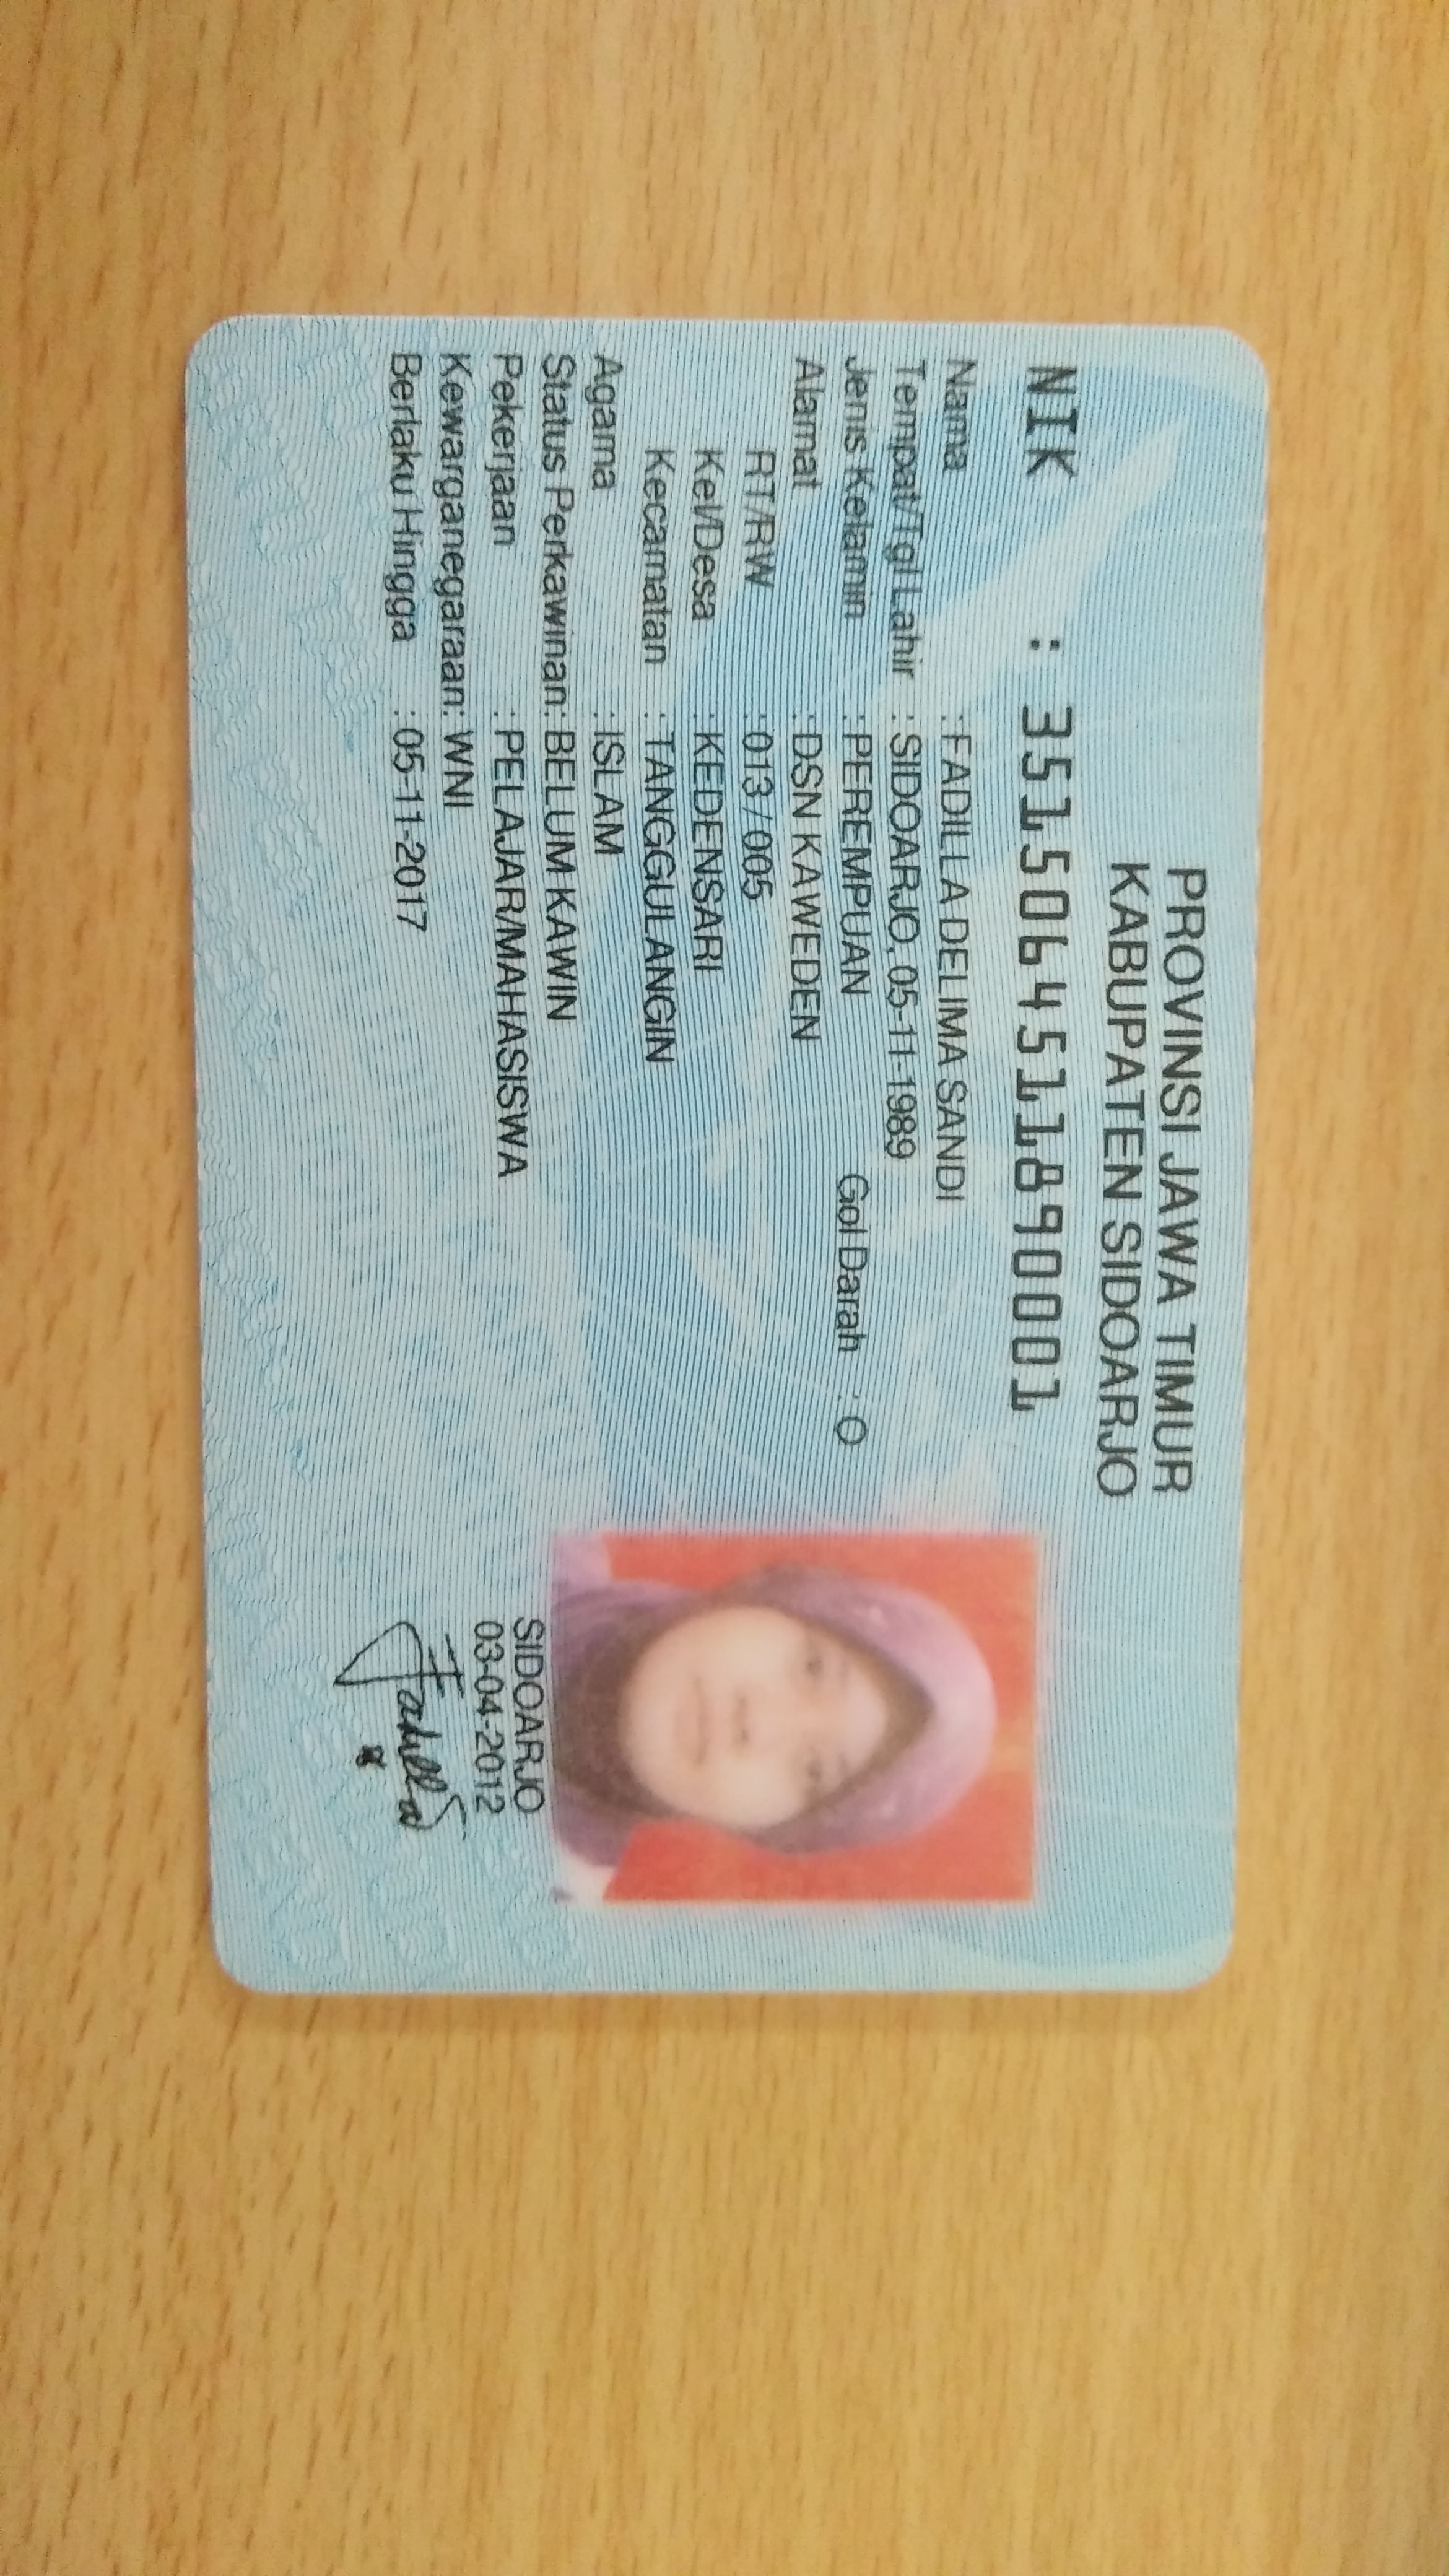 PROVINSI JAWA TIMUR
KABUPATEN SIDOARJO
NIK : 3515064511890001
Nama : FADILLA DELIMA SANDI
Tempat/Tgl Lahir : SIDOARJO, 05-11-1989
Jenis Kelamin : PEREMPUAN Gol Darah : O
Alamat : DSN KAWEDEN
RT/RW : 013 / 005
Kel/Desa : KEDENSARI
Kecamatan : TANGGULANGIN
Agama : ISLAM
Status Perkawinan: BELUM KAWIN
Pekerjaan : PELAJAR/MAHASISWA
Kewarganegaraan: WNI
Berlaku Hingga : 05-11-2017
SIDOARJO
03-04-2012
Fadilla